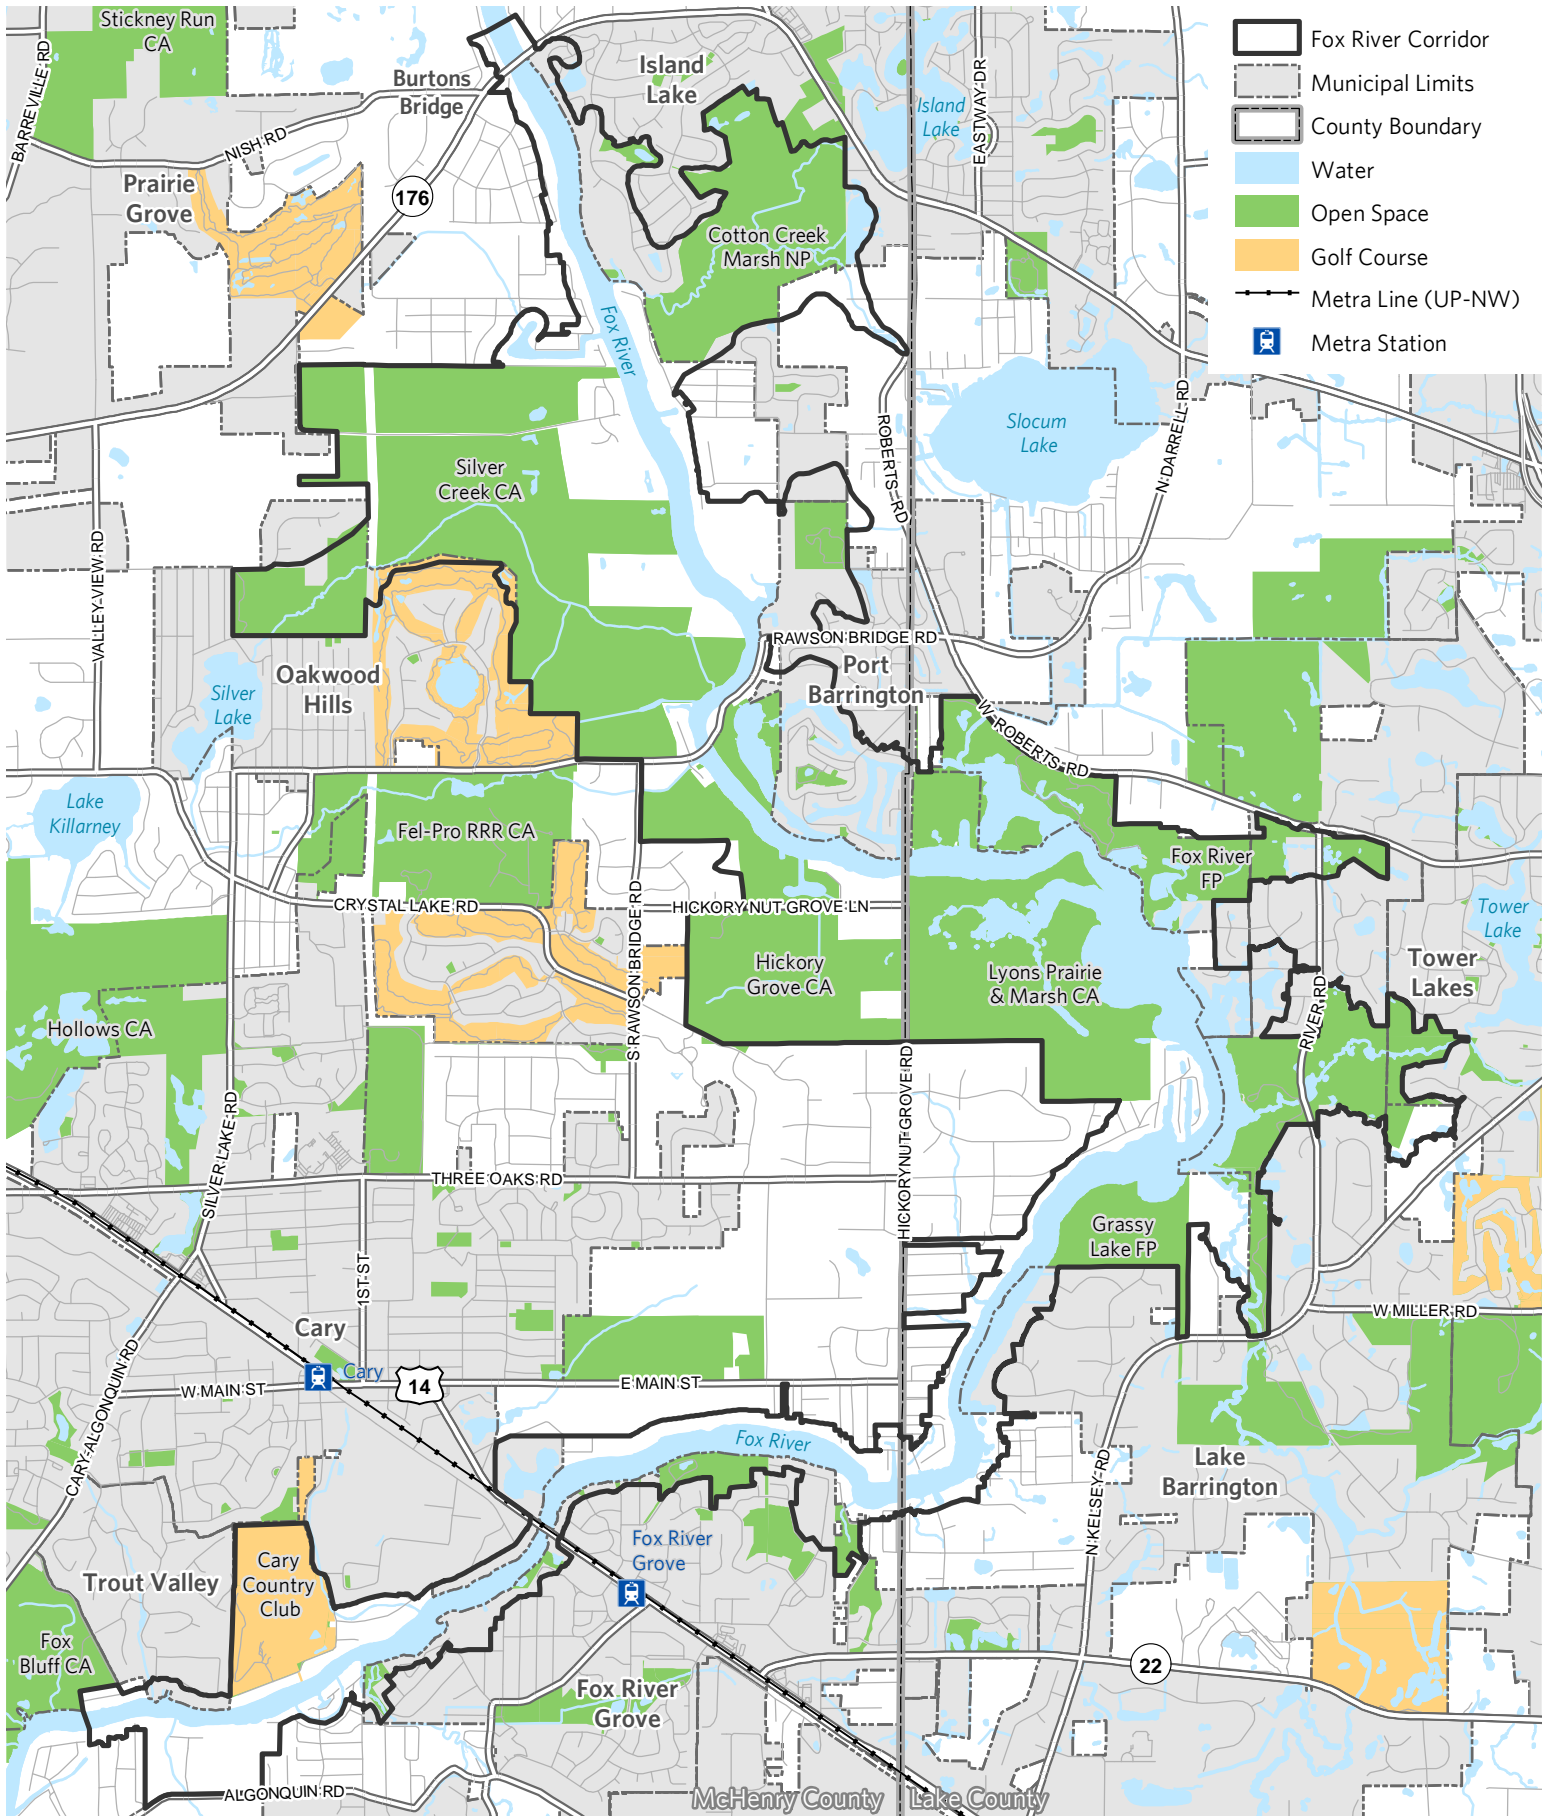 Stickney Run
CA
BARREVILLE RD
Burtons
Bridge
Island
Lake
Island
Lake
EASTWAY DR
Fox River Corridor
Municipal Limits
County Boundary
Water
Open Space
Golf Course
Metra Line (UP-NW)
Metra Station
NISH RD
Prairie
Grove
176
Cotton Creek
Marsh NP
Fox River
ROBERTS RD
Slocum
Lake
N DARRELL RD
Silver
Creek CA
VALLEY VIEW RD
RAWSON BRIDGE RD
Port
Barrington
Oakwood
Hills
Silver
Lake
W ROBERTS RD
Lake
Killarney
Fel-Pro RRR CA
Fox River
FP
CRYSTAL LAKE RD
S RAWSON BRIDGE RD
HICKORY NUT GROVE LN
Tower
Lake
Hickory
Grove CA
Lyons Prairie
& Marsh CA
Tower
Lakes
RIVER RD
Hollows CA
HICKORY NUT GROVE RD
SILVER LAKE RD
THREE OAKS RD
Grassy
Lake FP
1ST ST
W MILLER RD
Cary
CARY-ALGONQUIN RD
Cary
14
W MAIN ST
E MAIN ST
Fox River
N KELSEY RD
Lake
Barrington
Fox River
Grove
Cary
Country
Club
Trout Valley
Fox
Bluff CA
22
Fox River
Grove
ALGONQUIN RD
McHenry County
Lake County